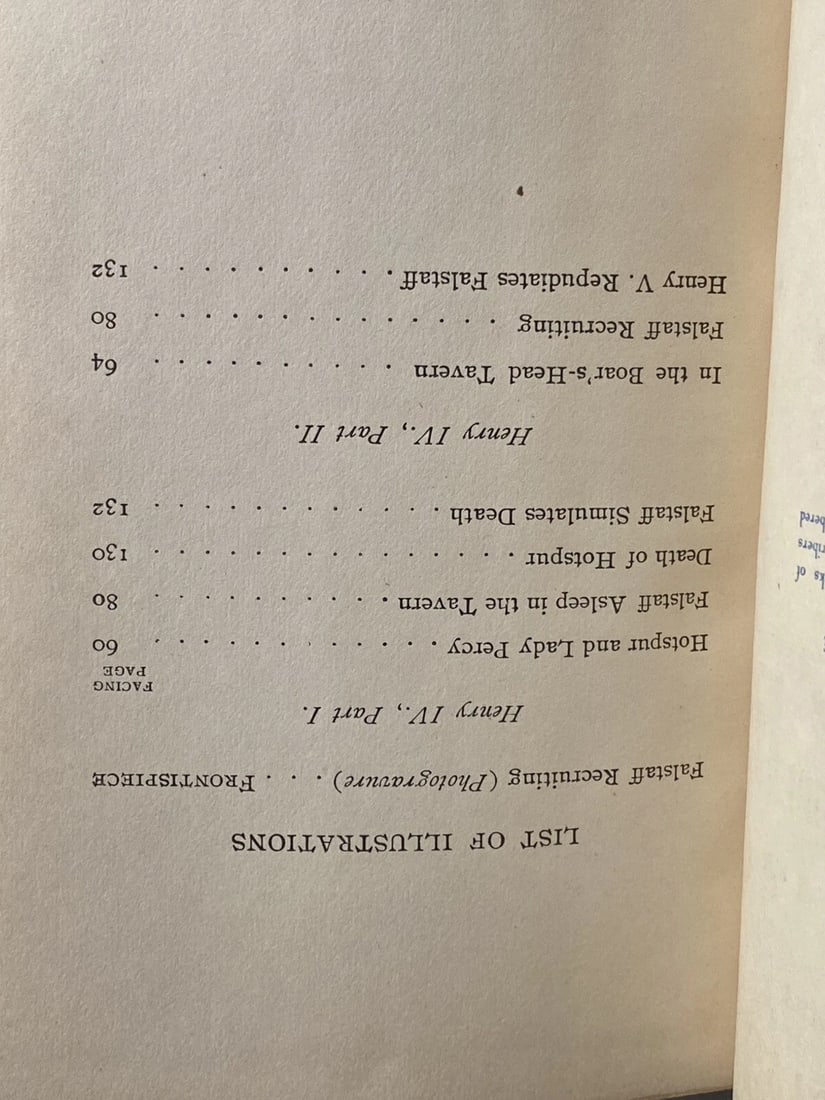 LIST OF ILLUSTRATIONS
Falstaff Recruiting (Photogravure) . . . FRONTISPIECE
Henry IV., Part I.
FACING
PAGE
Hotspur and Lady Percy . . . . . . . . . . . . 60
Falstaff Asleep in the Tavern . . . . . . . . . . 80
Death of Hotspur . . . . . . . . . . . . . . . 130
Falstaff Simulates Death . . . . . . . . . . . . 132
Henry IV., Part II.
In the Boar's-Head Tavern . . . . . . . . . . 64
Falstaff Recruiting . . . . . . . . . . . . . . 80
Henry V. Repudiates Falstaff . . . . . . . . . . 132
ks of